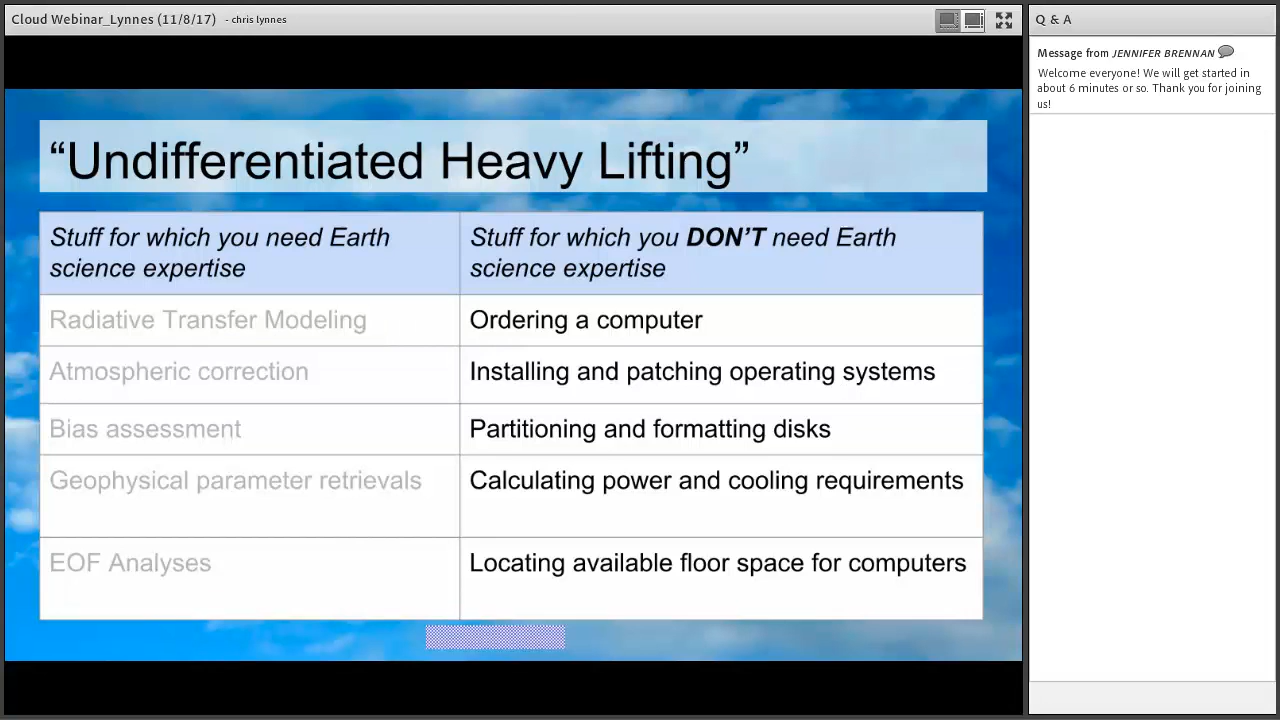 Cloud Webinar_Lynnes (11/8/17) - chris lynnes
Q & A
Message from JENNIFER BRENNAN
Welcome everyone! We will get started in
about 6 minutes or so. Thank you for joining
us!
“Undifferentiated Heavy Lifting”
Stuff for which you need Earth
science expertise
Stuff for which you DON’T need Earth
science expertise
Radiative Transfer Modeling
Ordering a computer
Atmospheric correction
Installing and patching operating systems
Bias assessment
Partitioning and formatting disks
Geophysical parameter retrievals
Calculating power and cooling requirements
EOF Analyses
Locating available floor space for computers